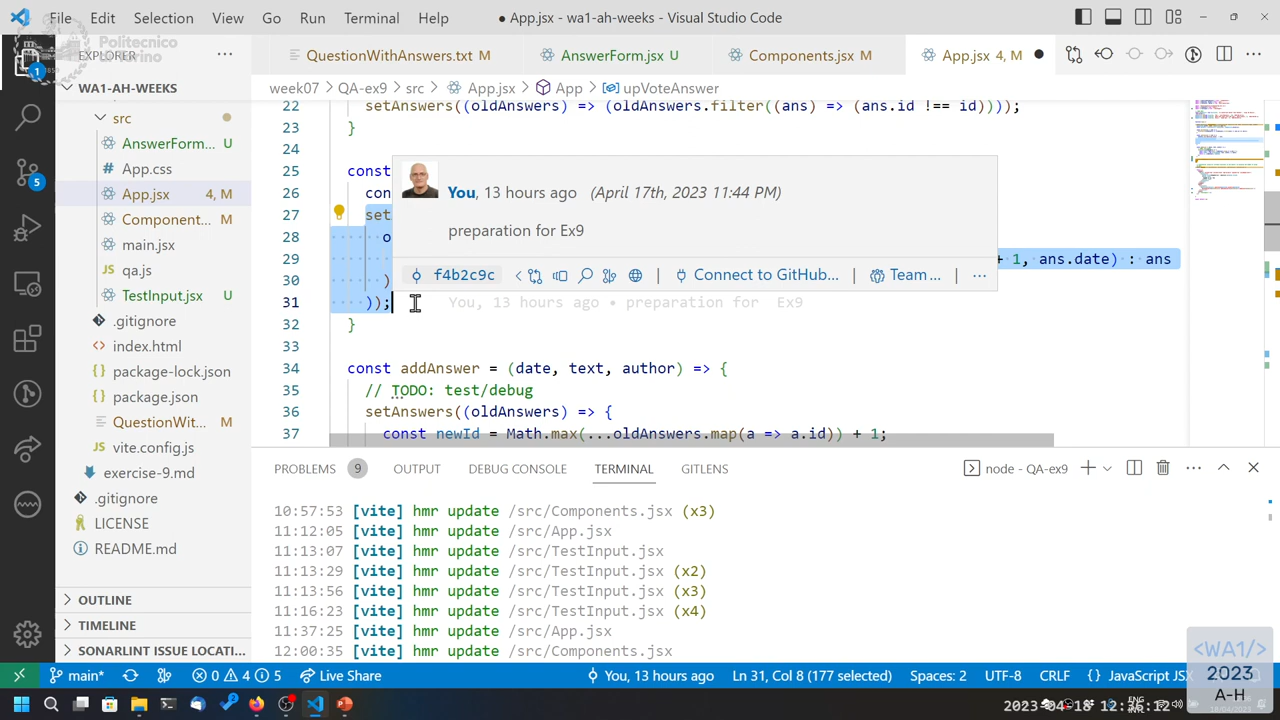 File Edit Selection View Go Run Terminal Help
● App.jsx - wa1-ah-weeks - Visual Studio Code
Politecnico
di Torino
EXPLORER
QuestionWithAnswers.txt M AnswerForm.jsx U Components.jsx M App.jsx 4, M
week07 > QA-ex9 > src > App.jsx > App > upVoteAnswer
WA1-AH-WEEKS
src
AnswerForm... U
App.css
App.jsx 4, M
Component... M
main.jsx
qa.js
TestInput.jsx U
.gitignore
index.html
package-lock.json
package.json
QuestionWit... M
vite.config.js
exercise-9.md
.gitignore
LICENSE
README.md
OUTLINE
TIMELINE
SONARLINT ISSUE LOCATI...
1
5
22 setAnswers((oldAnswers) => (oldAnswers.filter((ans) => (ans.id !== id))));
23
24
25 const
26 con
27 set
28 o
29 + 1, ans.date) : ans
30 )
31 )); You, 13 hours ago • preparation for Ex9
32 }
33
34 const addAnswer = (date, text, author) => {
35 // TODO: test/debug
36 setAnswers((oldAnswers) => {
37 const newId = Math.max(...oldAnswers.map(a => a.id)) + 1;
You, 13 hours ago (April 17th, 2023 11:44 PM)
preparation for Ex9
f4b2c9c | Connect to GitHub... | Team... | ...
PROBLEMS 9 OUTPUT DEBUG CONSOLE TERMINAL GITLENS
node - QA-ex9
10:57:53 [vite] hmr update /src/Components.jsx (x3)
11:12:05 [vite] hmr update /src/App.jsx
11:13:07 [vite] hmr update /src/TestInput.jsx
11:13:29 [vite] hmr update /src/TestInput.jsx (x2)
11:13:56 [vite] hmr update /src/TestInput.jsx (x3)
11:16:23 [vite] hmr update /src/TestInput.jsx (x4)
11:37:25 [vite] hmr update /src/App.jsx
12:00:35 [vite] hmr update /src/Components.jsx
main* 0 4 5 Live Share You, 13 hours ago Ln 31, Col 8 (177 selected) Spaces: 2 UTF-8 CRLF {} JavaScript
<WA1/>
2023
A-H
ENG
2023-04-18